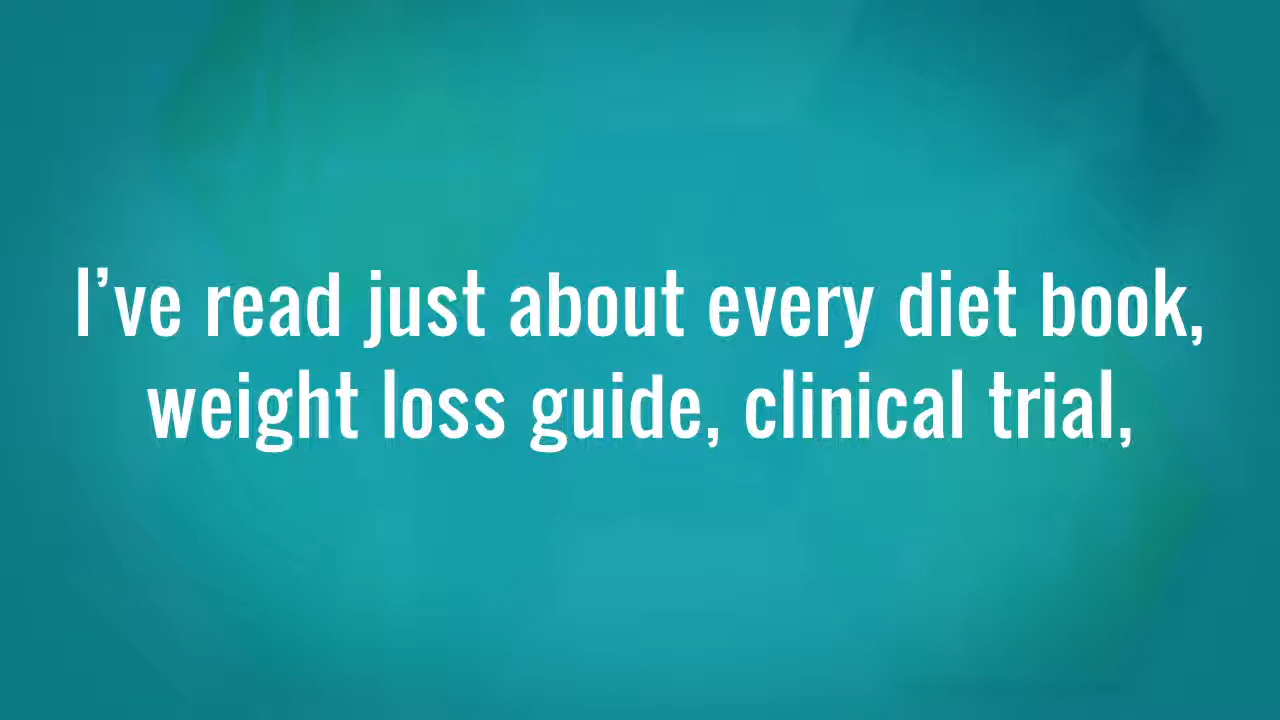 I’ve read just about every diet book,
weight loss guide, clinical trial,